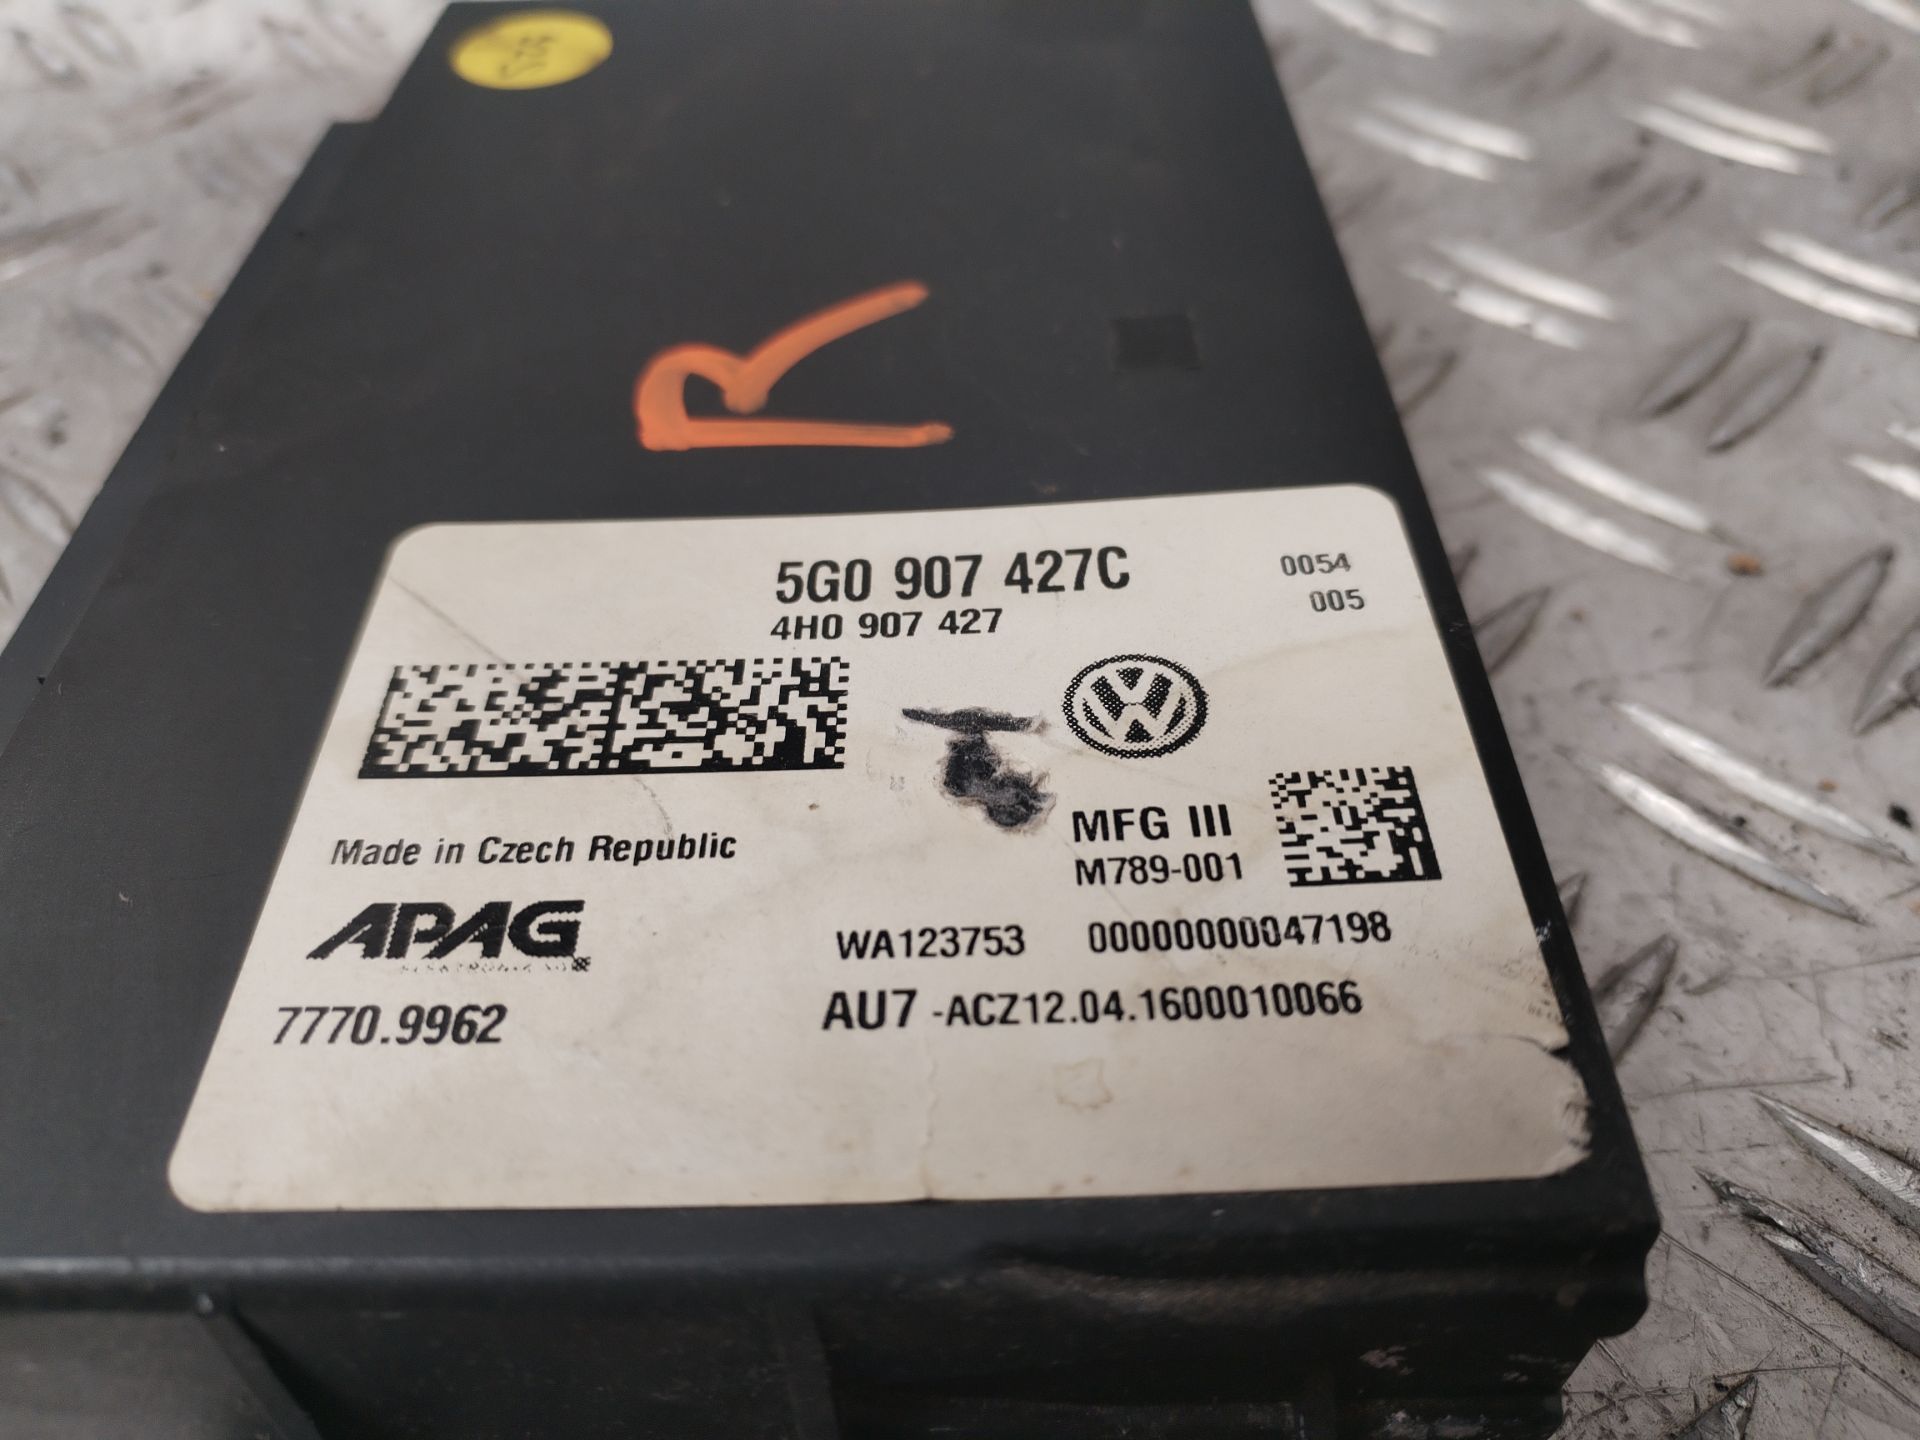 R
5G0 907 427C
0054
4H0 907 427
005
MFG III
M789-001
Made in Czech Republic
APAG
WA123753 00000000047198
7770.9962
AU7 -ACZ12.04.1600010066